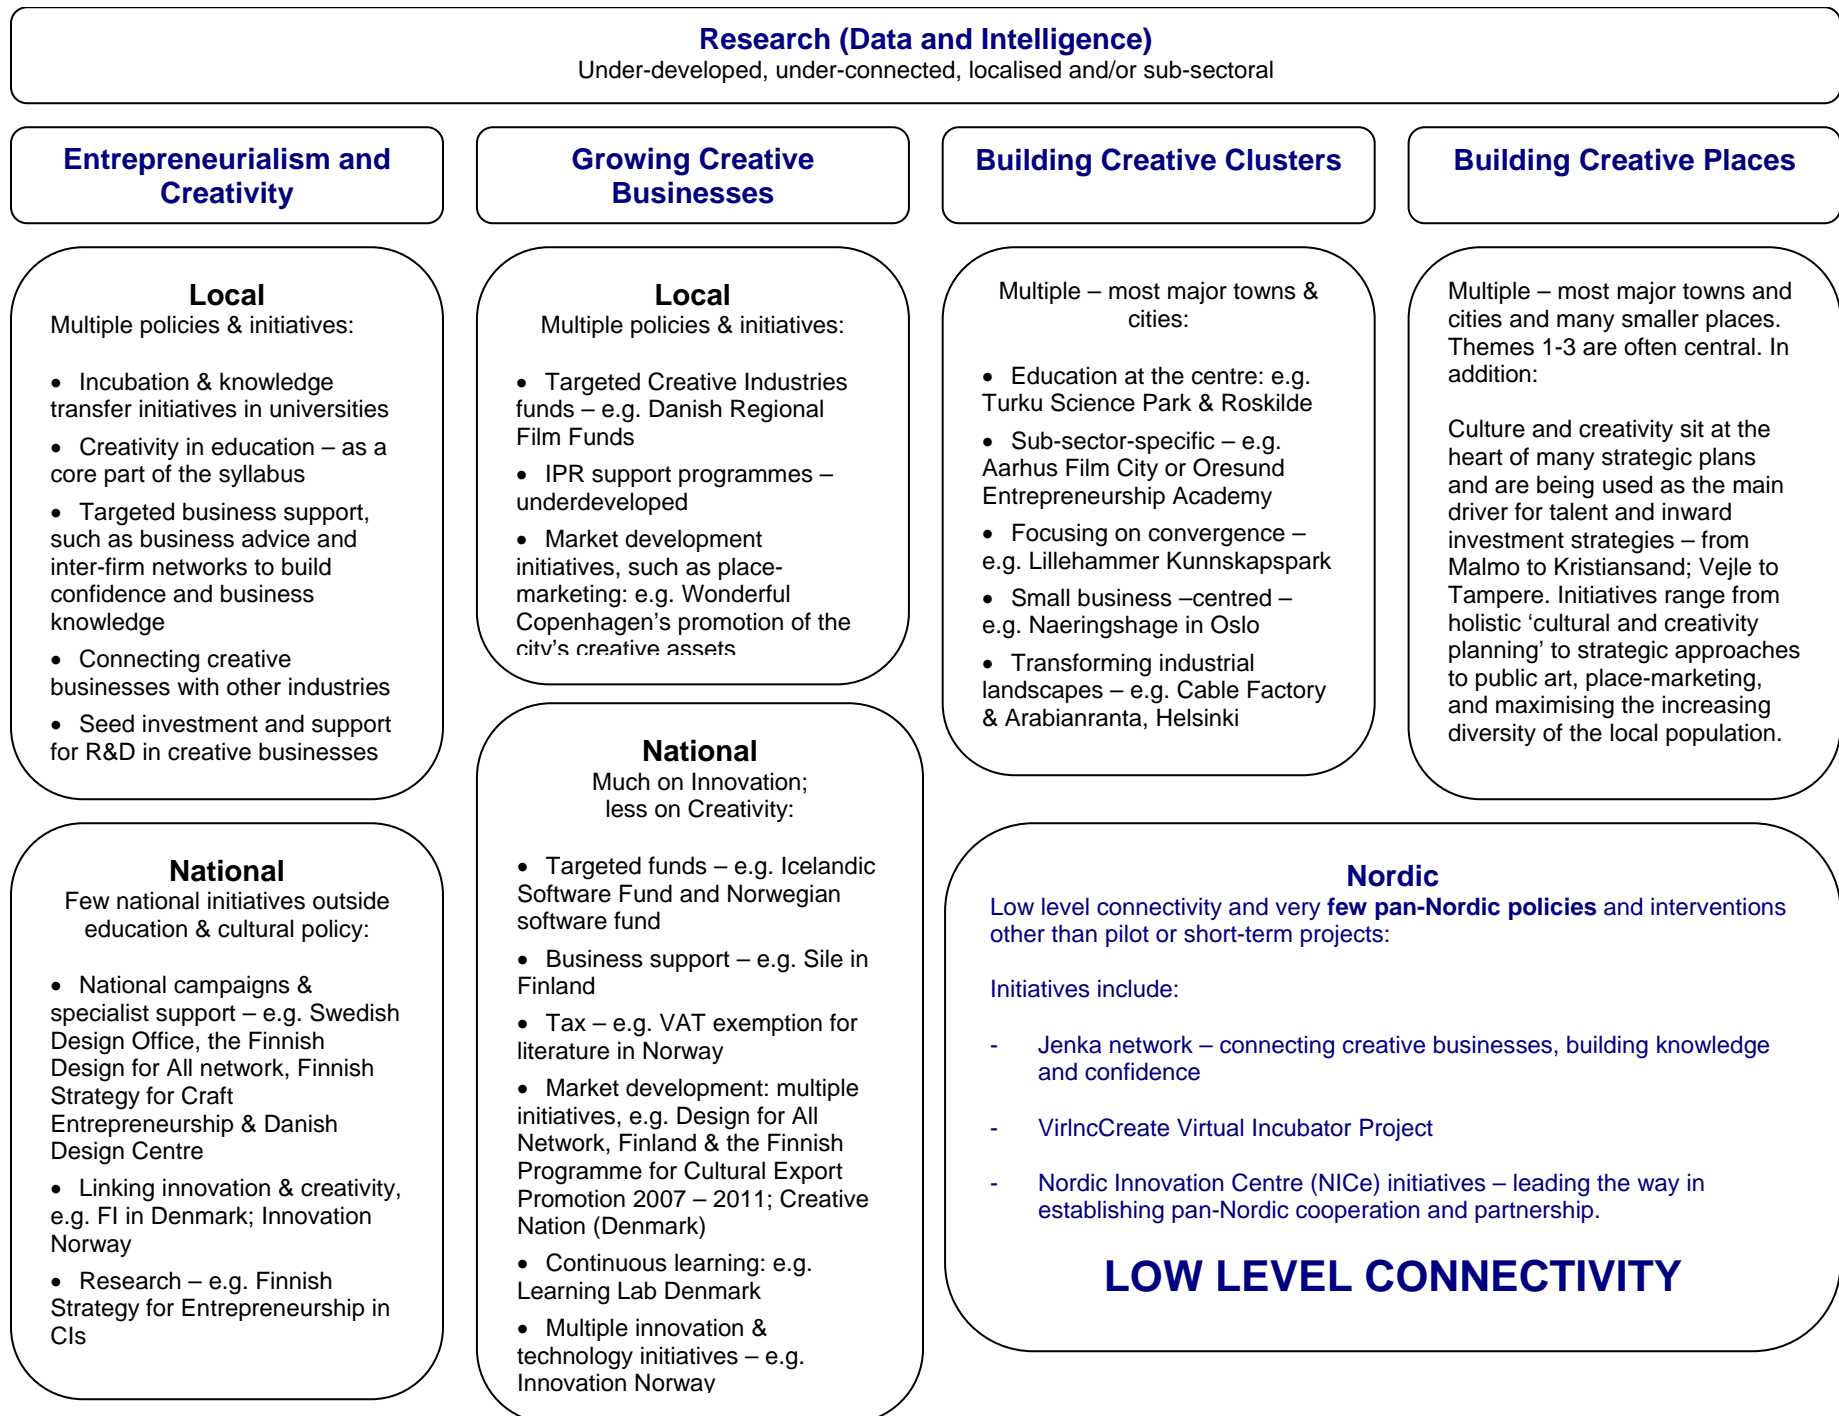 Research (Data and Intelligence)
Under-developed, under-connected, localised and/or sub-sectoral
Entrepreneurialism and
Creativity
Growing Creative
Businesses
Building Creative Clusters
Building Creative Places
Local
Multiple policies & initiatives:
• Incubation & knowledge
transfer initiatives in universities
• Creativity in education – as a
core part of the syllabus
• Targeted business support,
such as business advice and
inter-firm networks to build
confidence and business
knowledge
• Connecting creative
businesses with other industries
• Seed investment and support
for R&D in creative businesses
National
Few national initiatives outside
education & cultural policy:
• National campaigns &
specialist support – e.g. Swedish
Design Office, the Finnish
Design for All network, Finnish
Strategy for Craft
Entrepreneurship & Danish
Design Centre
• Linking innovation & creativity,
e.g. FI in Denmark; Innovation
Norway
• Research – e.g. Finnish
Strategy for Entrepreneurship in
CIs
Local
Multiple policies & initiatives:
• Targeted Creative Industries
funds – e.g. Danish Regional
Film Funds
• IPR support programmes –
underdeveloped
• Market development
initiatives, such as place-
marketing: e.g. Wonderful
Copenhagen's promotion of the
city's creative assets
National
Much on Innovation;
less on Creativity:
• Targeted funds – e.g. Icelandic
Software Fund and Norwegian
software fund
• Business support – e.g. Sile in
Finland
• Tax – e.g. VAT exemption for
literature in Norway
• Market development: multiple
initiatives, e.g. Design for All
Network, Finland & the Finnish
Programme for Cultural Export
Promotion 2007 – 2011; Creative
Nation (Denmark)
• Continuous learning: e.g.
Learning Lab Denmark
• Multiple innovation &
technology initiatives – e.g.
Innovation Norway
Multiple – most major towns &
cities:
• Education at the centre: e.g.
Turku Science Park & Roskilde
• Sub-sector-specific – e.g.
Aarhus Film City or Oresund
Entrepreneurship Academy
• Focusing on convergence –
e.g. Lillehammer Kunnskapspark
• Small business –centred –
e.g. Naeringshage in Oslo
• Transforming industrial
landscapes – e.g. Cable Factory
& Arabianranta, Helsinki
Multiple – most major towns and
cities and many smaller places.
Themes 1-3 are often central. In
addition:
Culture and creativity sit at the
heart of many strategic plans
and are being used as the main
driver for talent and inward
investment strategies – from
Malmo to Kristiansand; Vejle to
Tampere. Initiatives range from
holistic 'cultural and creativity
planning' to strategic approaches
to public art, place-marketing,
and maximising the increasing
diversity of the local population.
Nordic
Low level connectivity and very few pan-Nordic policies and interventions
other than pilot or short-term projects:
Initiatives include:
- Jenka network – connecting creative businesses, building knowledge
and confidence
- VirIncCreate Virtual Incubator Project
- Nordic Innovation Centre (NICe) initiatives – leading the way in
establishing pan-Nordic cooperation and partnership.
LOW LEVEL CONNECTIVITY